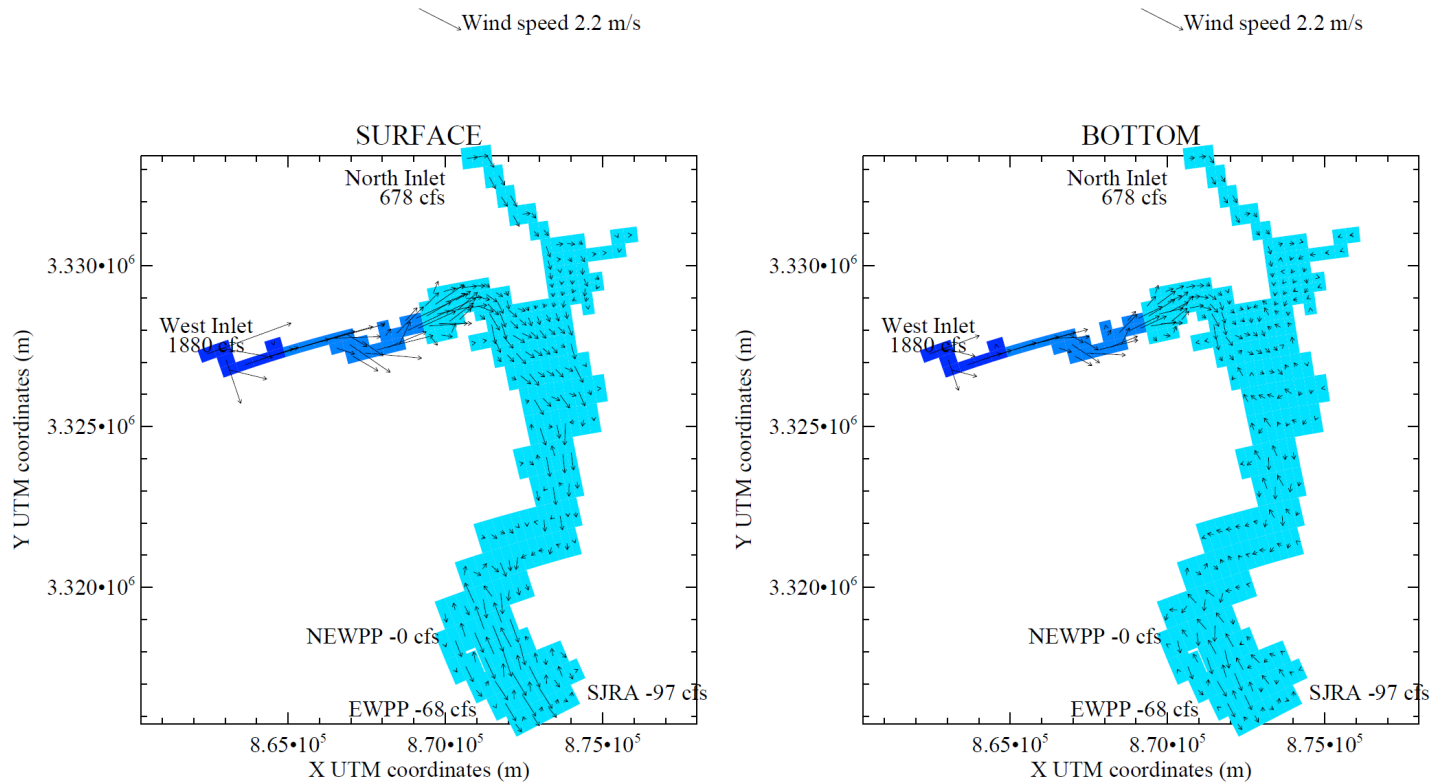 Wind speed 2.2 m/s
SURFACE
North Inlet
678 cfs
3.330•10⁶
West Inlet
1880 cfs
3.325•10⁶
3.320•10⁶
NEWPP -0 cfs
SJRA -97 cfs
EWPP -68 cfs
8.65•10⁵ 8.70•10⁵ 8.75•10⁵
X UTM coordinates (m)
Y UTM coordinates (m)
Wind speed 2.2 m/s
BOTTOM
North Inlet
678 cfs
3.330•10⁶
West Inlet
1880 cfs
3.325•10⁶
3.320•10⁶
NEWPP -0 cfs
SJRA -97 cfs
EWPP -68 cfs
8.65•10⁵ 8.70•10⁵ 8.75•10⁵
X UTM coordinates (m)
Y UTM coordinates (m)